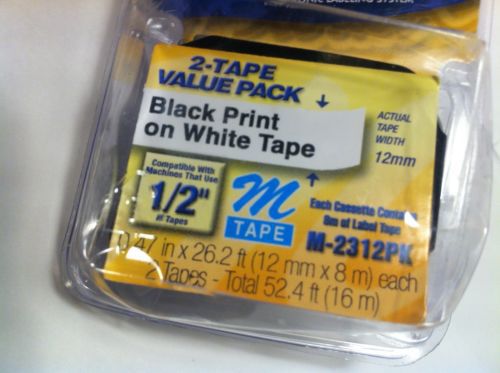 LABELING SYSTEM
2-TAPE
VALUE PACK
Black Print
on White Tape
ACTUAL
TAPE
WIDTH
12mm
Compatible With
Machines That Use
1/2"
M Tapes
M
TAPE
Each Cassette Contains
8m of Label Tape
M-2312PK
0.47 in x 26.2 ft (12 mm x 8 m) each
2 Tapes - Total 52.4 ft (16 m)